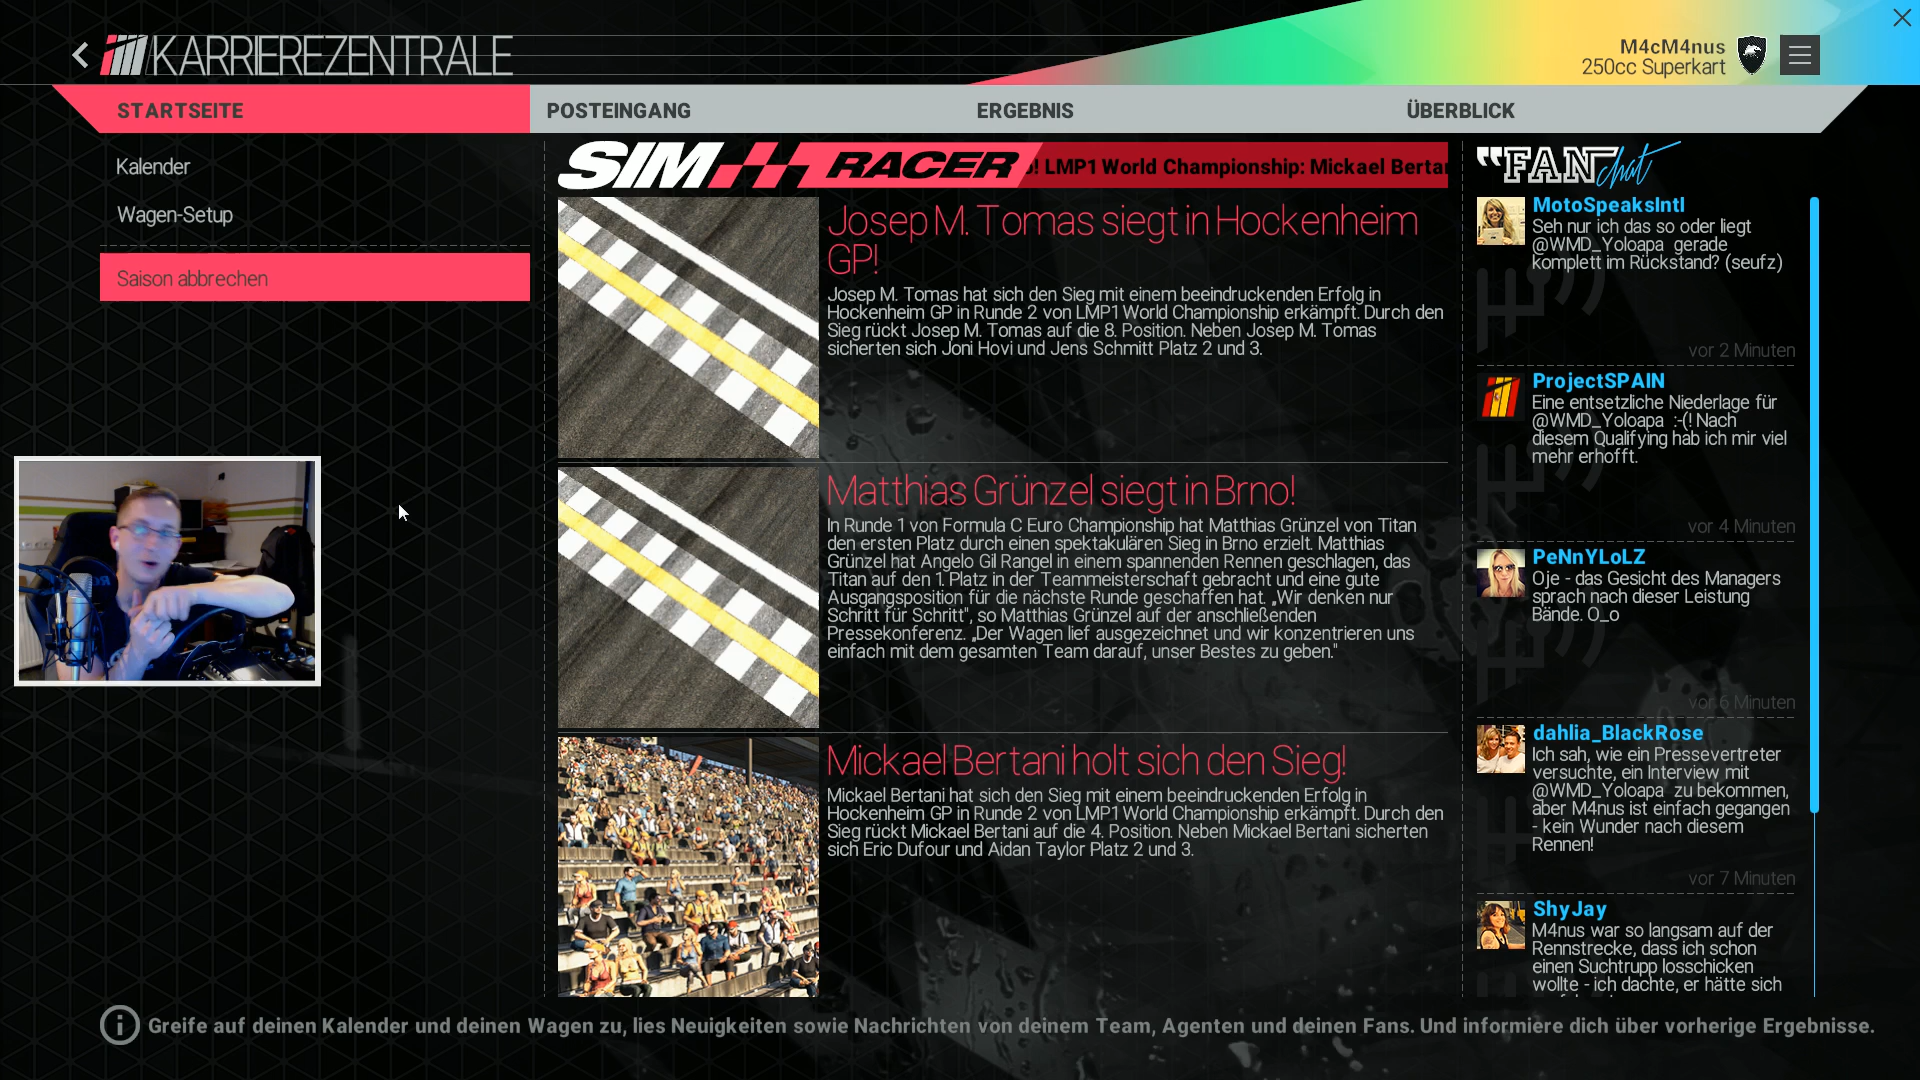 KARRIEREZENTRALE
M4cM4nus
250cc Superkart
STARTSEITE
POSTEINGANG
ERGEBNIS
ÜBERBLICK
Kalender
Wagen-Setup
Saison abbrechen
SIM RACER
! LMP1 World Championship: Mickael Bertar
Josep M. Tomas siegt in Hockenheim
GP!
Josep M. Tomas hat sich den Sieg mit einem beeindruckenden Erfolg in
Hockenheim GP in Runde 2 von LMP1 World Championship erkämpft. Durch den
Sieg rückt Josep M. Tomas auf die 8. Position. Neben Josep M. Tomas
sicherten sich Joni Hovi und Jens Schmitt Platz 2 und 3.
Matthias Grünzel siegt in Brno!
In Runde 1 von Formula C Euro Championship hat Matthias Grünzel von Titan
den ersten Platz durch einen spektakulären Sieg in Brno erzielt. Matthias
Grünzel hat Angelo Gil Rangel in einem spannenden Rennen geschlagen, das
Titan auf den 1. Platz in der Teammeisterschaft gebracht und eine gute
Ausgangsposition für die nächste Runde geschaffen hat. „Wir denken nur
Schritt für Schritt", so Matthias Grünzel auf der anschließenden
Pressekonferenz. „Der Wagen lief ausgezeichnet und wir konzentrieren uns
einfach mit dem gesamten Team darauf, unser Bestes zu geben."
Mickael Bertani holt sich den Sieg!
Mickael Bertani hat sich den Sieg mit einem beeindruckenden Erfolg in
Hockenheim GP in Runde 2 von LMP1 World Championship erkämpft. Durch den
Sieg rückt Mickael Bertani auf die 4. Position. Neben Mickael Bertani sicherten
sich Eric Dufour und Aidan Taylor Platz 2 und 3.
"FAN chat
MotoSpeaksIntl
Seh nur ich das so oder liegt
@WMD_Yoloapa gerade
komplett im Rückstand? (seufz)
vor 2 Minuten
ProjectSPAIN
Eine entsetzliche Niederlage für
@WMD_Yoloapa :-(! Nach
diesem Qualifying hab ich mir viel
mehr erhofft.
vor 4 Minuten
PeNnYLoLZ
Oje - das Gesicht des Managers
sprach nach dieser Leistung
Bände. O_o
vor 6 Minuten
dahlia_BlackRose
Ich sah, wie ein Pressevertreter
versuchte, ein Interview mit
@WMD_Yoloapa zu bekommen,
aber M4nus ist einfach gegangen
- kein Wunder nach diesem
Rennen!
vor 7 Minuten
ShyJay
M4nus war so langsam auf der
Rennstrecke, dass ich schon
einen Suchtrupp losschicken
wollte - ich dachte, er hätte sich
Greife auf deinen Kalender und deinen Wagen zu, lies Neuigkeiten sowie Nachrichten von deinem Team, Agenten und deinen Fans. Und informiere dich über vorherige Ergebnisse.